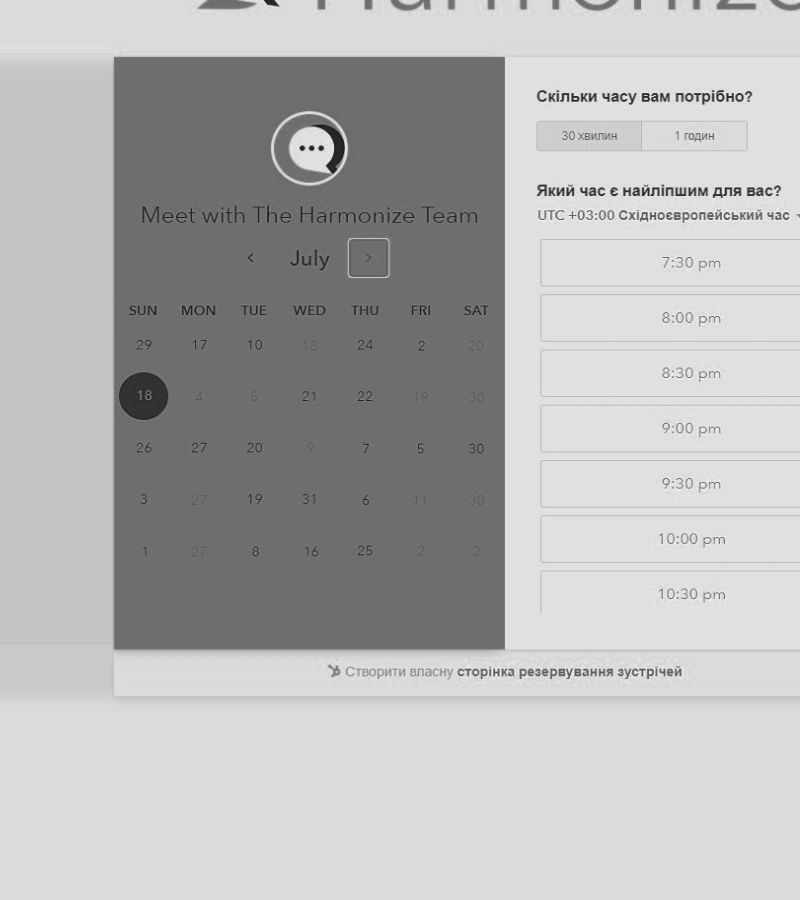 Harmonize
Meet with The Harmonize Team
July
SUN MON TUE WED THU FRI SAT
29 17 10 18 24 2 20
18 4 5 21 22 19 30
26 27 20 9 7 5 30
3 27 19 31 6 11 30
1 27 8 16 25 2 2
Скільки часу вам потрібно?
30 хвилин 1 годин
Який час є найліпшим для вас?
UTC +03:00 Східноєвропейський час
7:30 pm
8:00 pm
8:30 pm
9:00 pm
9:30 pm
10:00 pm
10:30 pm
Створити власну сторінка резервування зустрічей